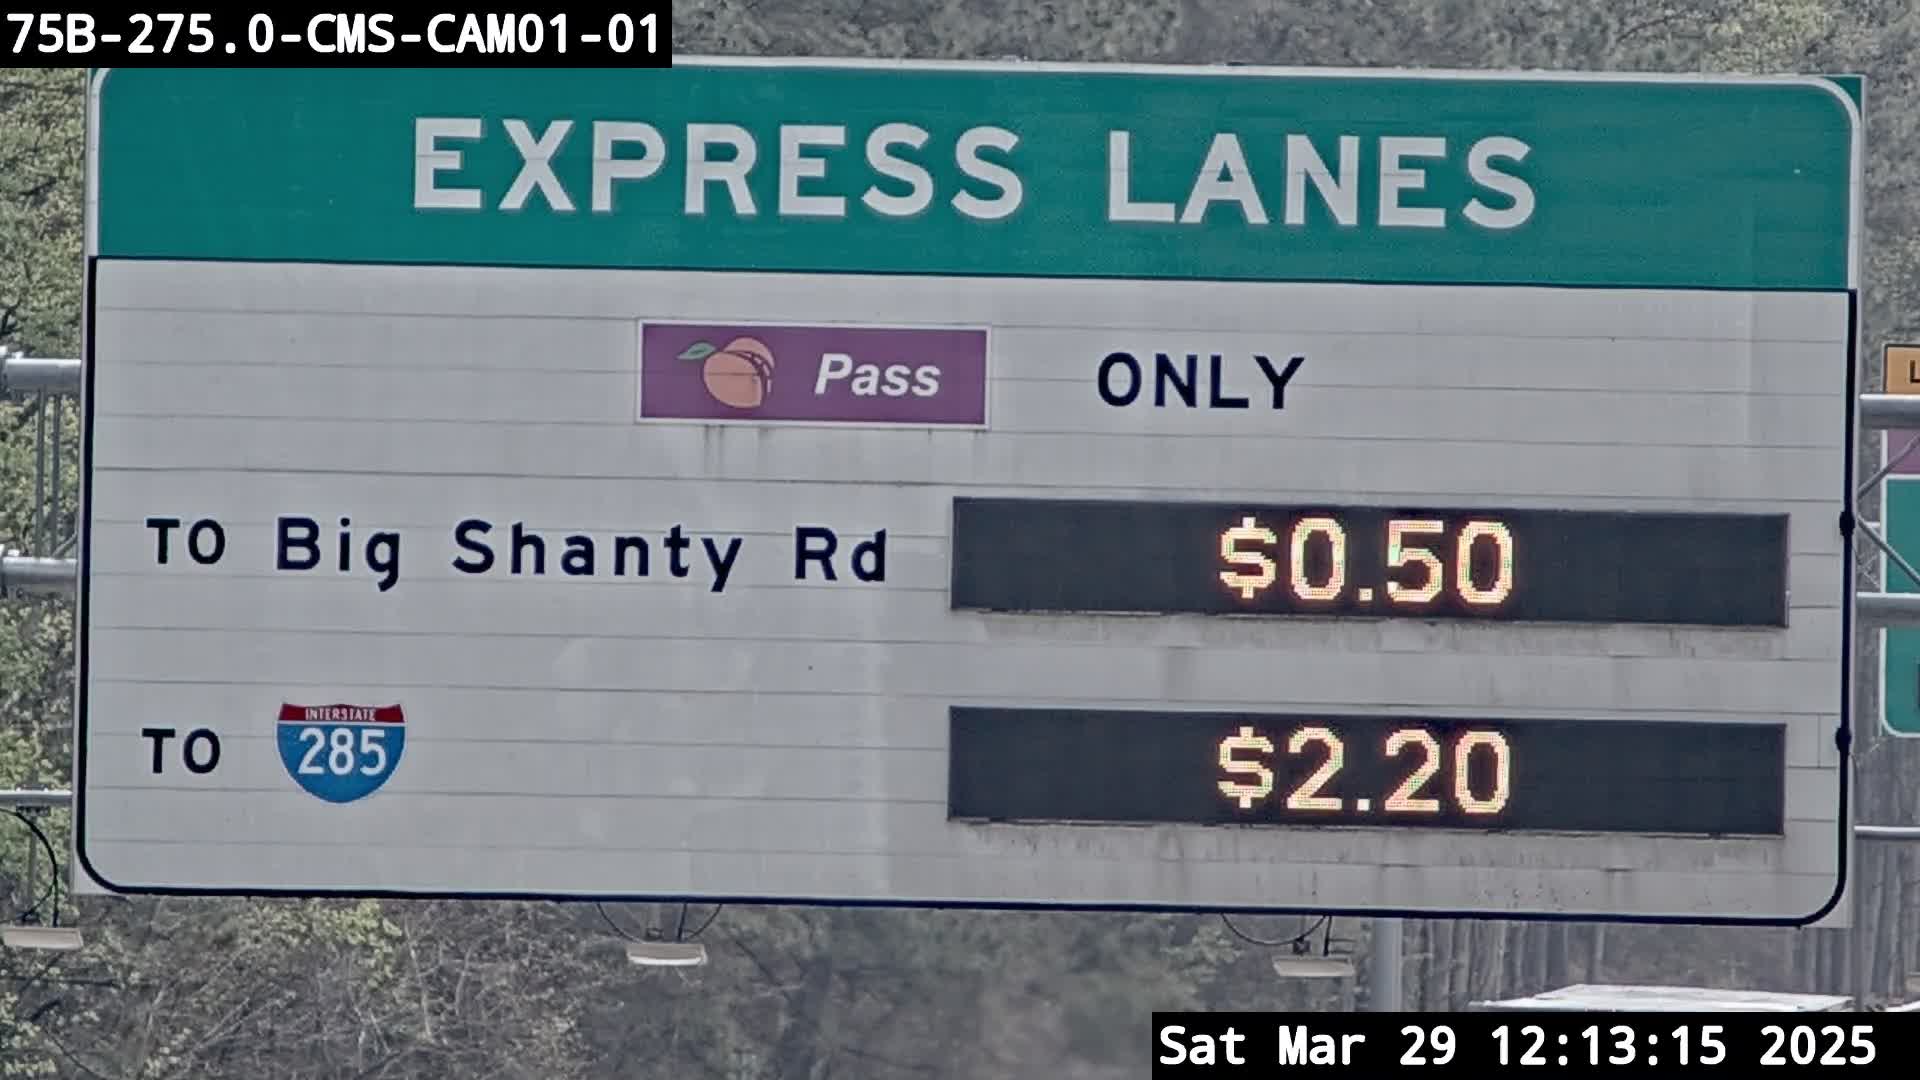 75B-275.0-CMS-CAM01-01
EXPRESS LANES
Pass ONLY
TO Big Shanty Rd $0.50
TO INTERSTATE 285 $2.20
Sat Mar 29 12:13:15 2025